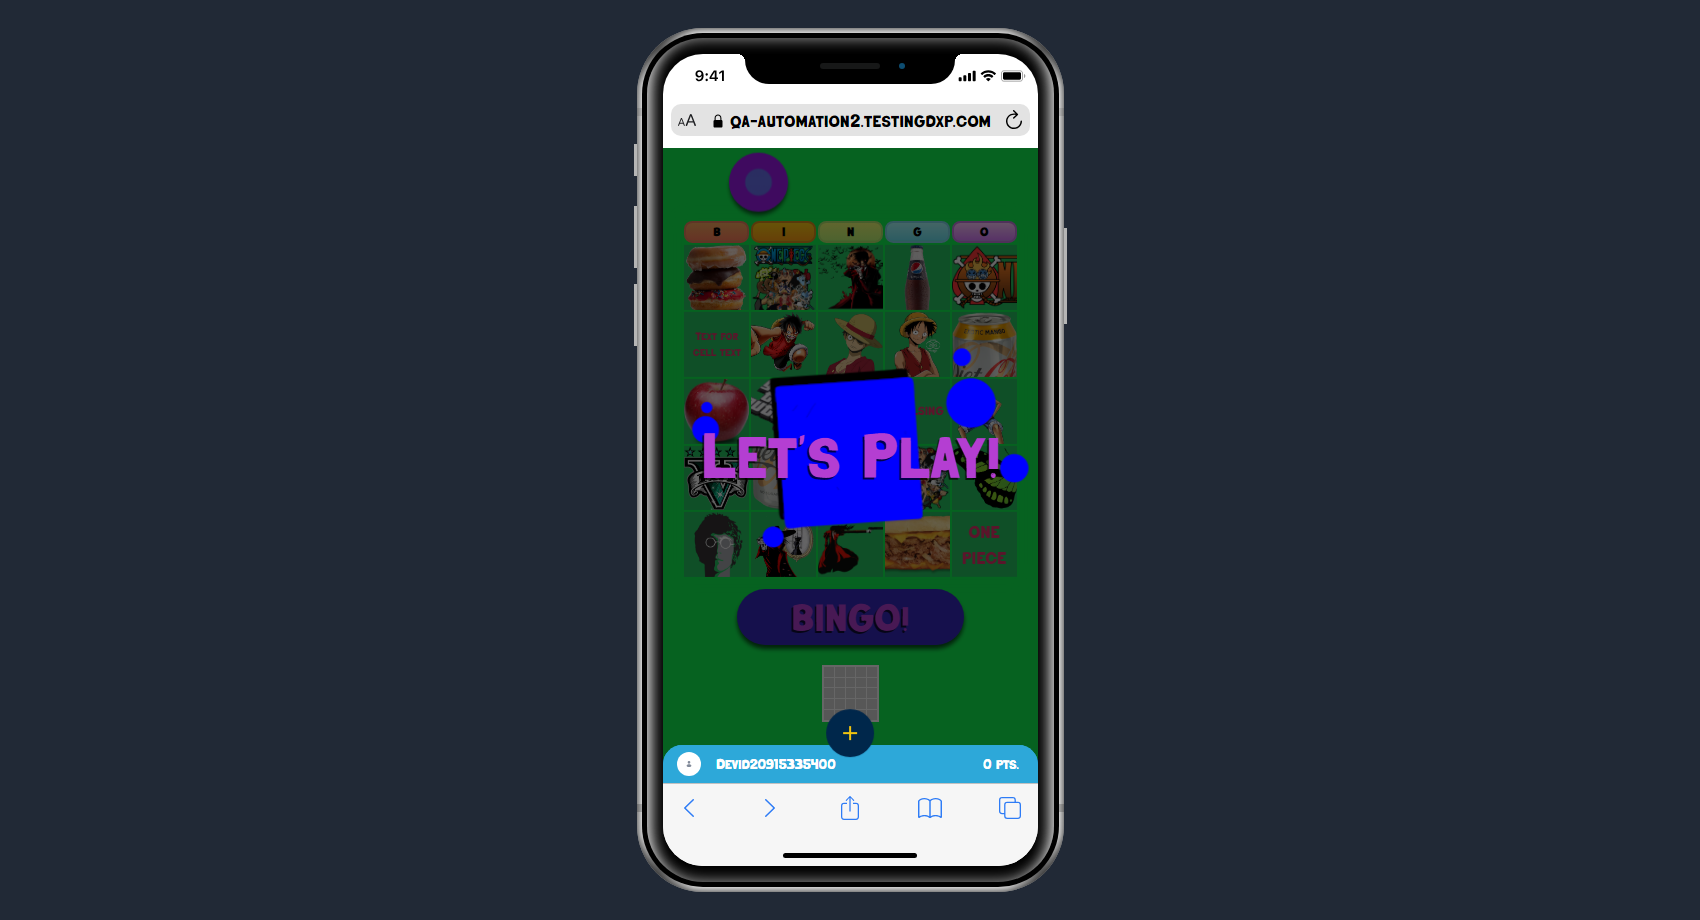 9:41
AA QA-AUTOMATION2.TESTINGDXP.COM
B I N G O
TEXT FOR
CELL TEXT
LET'S PLAY!
ONE
PIECE
BINGO!
+
DEVID20915335400 0 PTS.